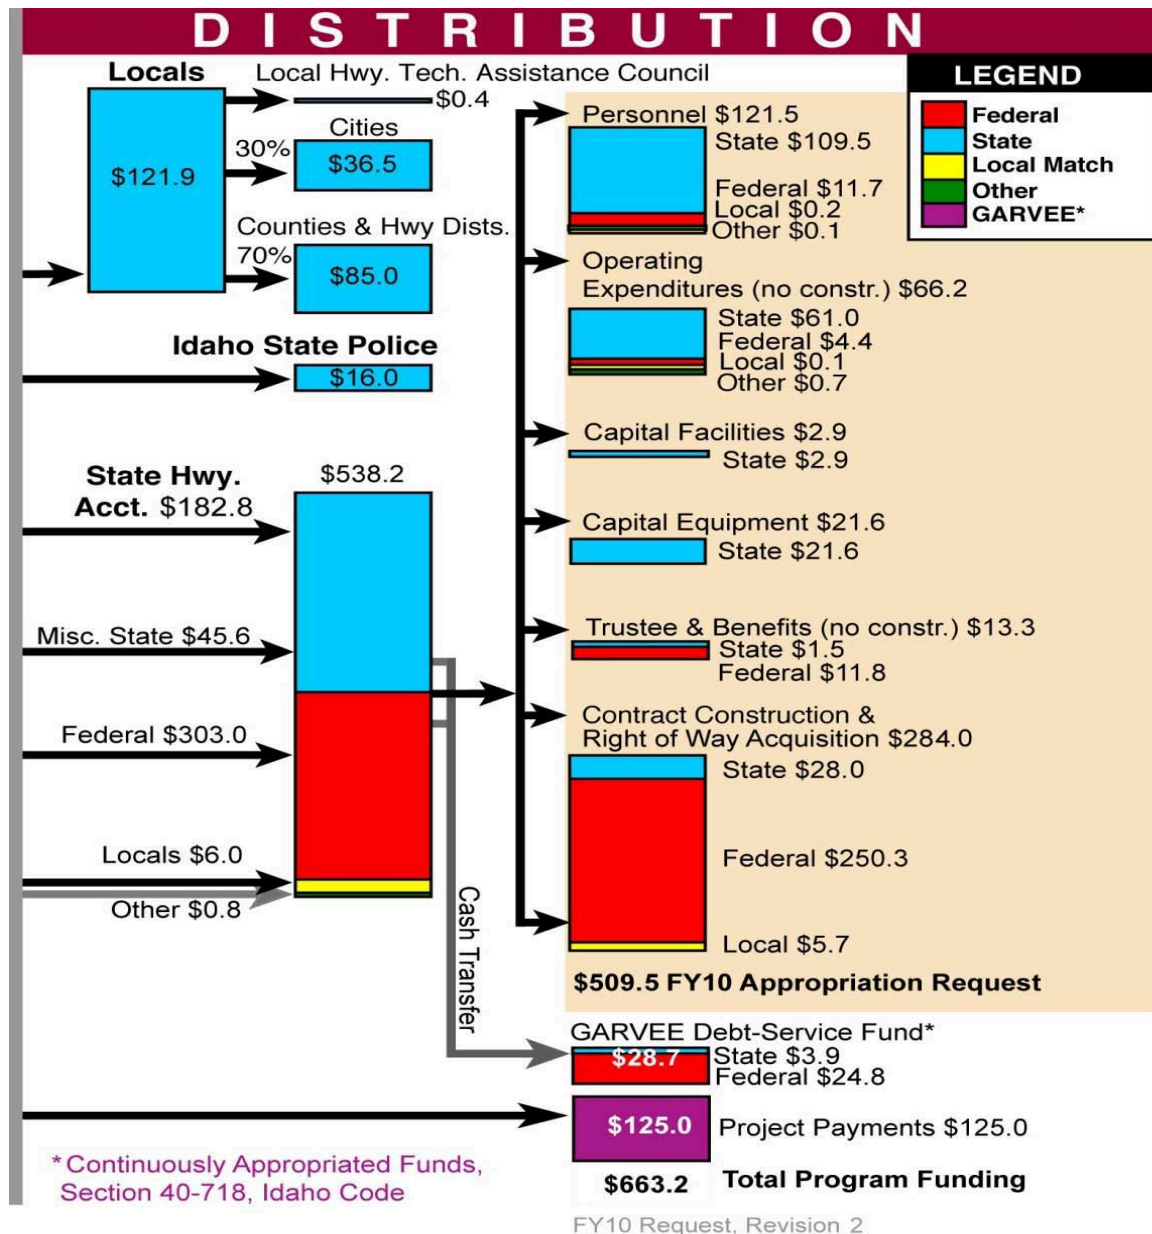 DISTRIBUTION
Locals
Local Hwy. Tech. Assistance Council
$0.4
$121.9
30%
Cities
$36.5
Counties & Hwy Dists.
70%
$85.0
Idaho State Police
$16.0
State Hwy.
Acct. $182.8
$538.2
Misc. State $45.6
Federal $303.0
Locals $6.0
Other $0.8
Cash Transfer
Personnel $121.5
State $109.5
Federal $11.7
Local $0.2
Other $0.1
Operating
Expenditures (no constr.) $66.2
State $61.0
Federal $4.4
Local $0.1
Other $0.7
Capital Facilities $2.9
State $2.9
Capital Equipment $21.6
State $21.6
Trustee & Benefits (no constr.) $13.3
State $1.5
Federal $11.8
Contract Construction &
Right of Way Acquisition $284.0
State $28.0
Federal $250.3
Local $5.7
$509.5 FY10 Appropriation Request
GARVEE Debt-Service Fund*
$28.7
State $3.9
Federal $24.8
$125.0
Project Payments $125.0
$663.2
Total Program Funding
FY10 Request, Revision 2
LEGEND
Federal
State
Local Match
Other
GARVEE*
*Continuously Appropriated Funds,
Section 40-718, Idaho Code